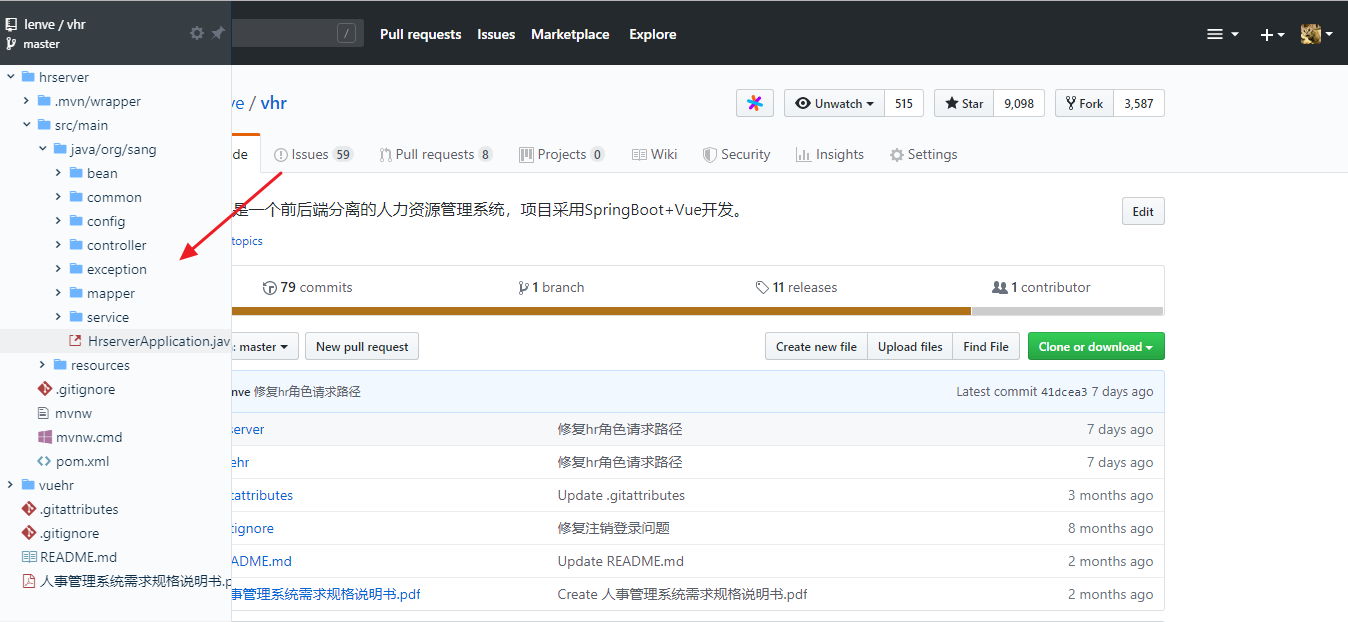 lenve / vhr
master
/
Pull requests Issues Marketplace Explore
hrserver
.mvn/wrapper
src/main
java/org/sang
bean
common
config
controller
exception
mapper
service
HrserverApplication.jav
resources
.gitignore
mvnw
mvnw.cmd
pom.xml
vuehr
.gitattributes
.gitignore
README.md
人事管理系统需求规格说明书.p
ve / vhr
Unwatch 515 Star 9,098 Fork 3,587
de Issues 59 Pull requests 8 Projects 0 Wiki Security Insights Settings
是一个前后端分离的人力资源管理系统，项目采用SpringBoot+Vue开发。 Edit
topics
79 commits 1 branch 11 releases 1 contributor
: master New pull request Create new file Upload files Find File Clone or download
nve 修复hr角色请求路径 Latest commit 41dcea3 7 days ago
server 修复hr角色请求路径 7 days ago
ehr 修复hr角色请求路径 7 days ago
tattributes Update .gitattributes 3 months ago
tignore 修复注销登录问题 8 months ago
ADME.md Update README.md 2 months ago
事管理系统需求规格说明书.pdf Create 人事管理系统需求规格说明书.pdf 2 months ago